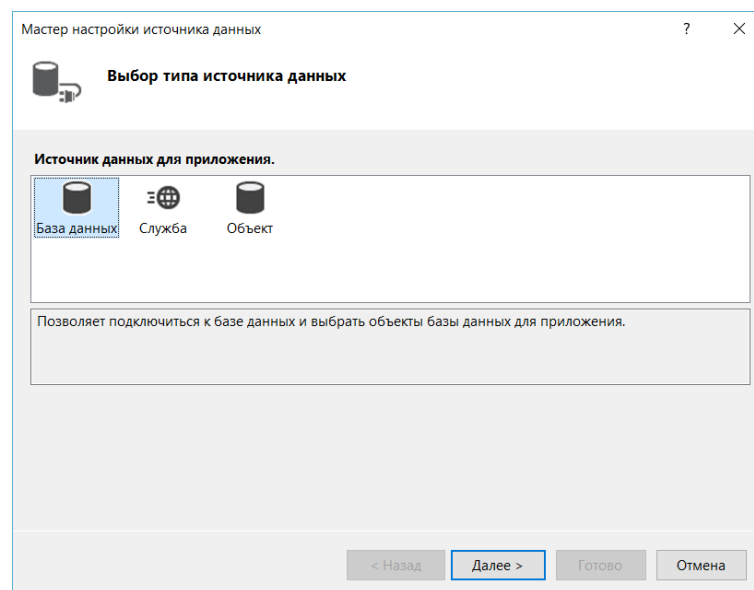 Мастер настройки источника данных
?
Выбор типа источника данных
Источник данных для приложения.
База данных Служба Объект
Позволяет подключиться к базе данных и выбрать объекты базы данных для приложения.
< Назад Далее > Готово Отмена